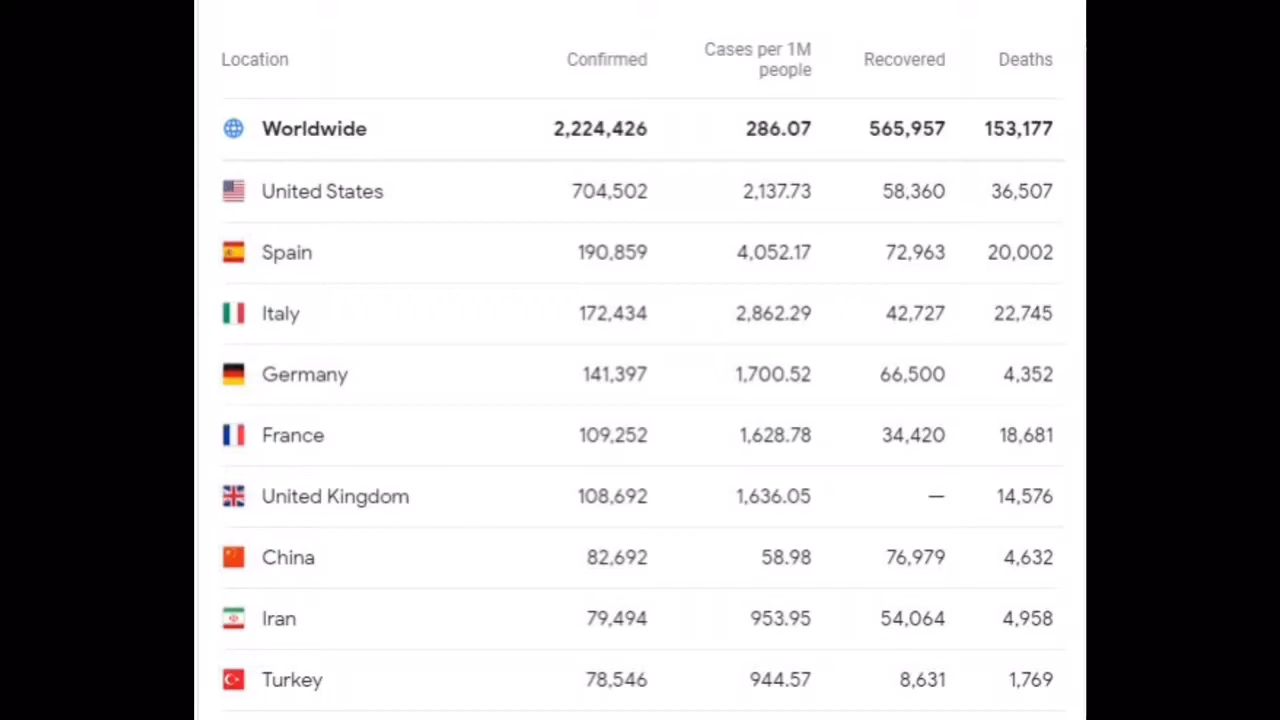 Location Confirmed Cases per 1M people Recovered Deaths
Worldwide 2,224,426 286.07 565,957 153,177
United States 704,502 2,137.73 58,360 36,507
Spain 190,859 4,052.17 72,963 20,002
Italy 172,434 2,862.29 42,727 22,745
Germany 141,397 1,700.52 66,500 4,352
France 109,252 1,628.78 34,420 18,681
United Kingdom 108,692 1,636.05 — 14,576
China 82,692 58.98 76,979 4,632
Iran 79,494 953.95 54,064 4,958
Turkey 78,546 944.57 8,631 1,769